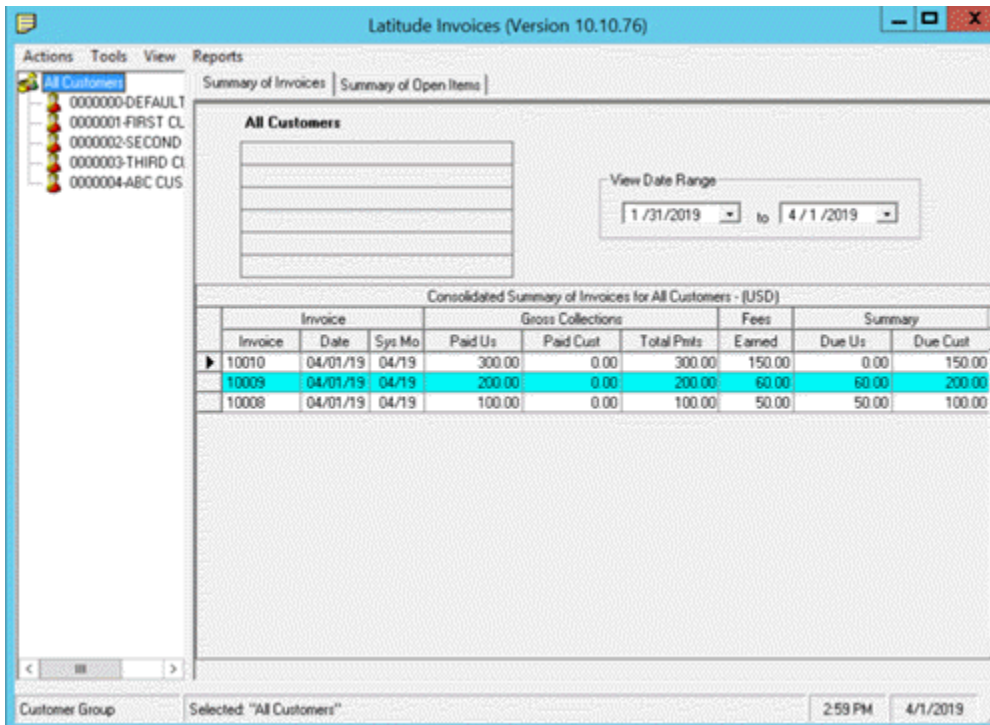 Latitude Invoices (Version 10.10.76)
Actions Tools View Reports
All Customers
0000000-DEFAULT
0000001-FIRST CL
0000002-SECOND
0000003-THIRD CU
0000004-ABC CUS
Summary of Invoices Summary of Open Items
All Customers
View Date Range
1 /31/2019 to 4 / 1 /2019
Consolidated Summary of Invoices for All Customers - (USD)
Invoice Gross Collections Fees Summary
Invoice Date Sys Mo Paid Us Paid Cust Total Pmts Earned Due Us Due Cust
10010 04/01/19 04/19 300.00 0.00 300.00 150.00 0.00 150.00
10009 04/01/19 04/19 200.00 0.00 200.00 60.00 60.00 200.00
10008 04/01/19 04/19 100.00 0.00 100.00 50.00 50.00 100.00
Customer Group Selected: "All Customers" 2:59 PM 4/1/2019